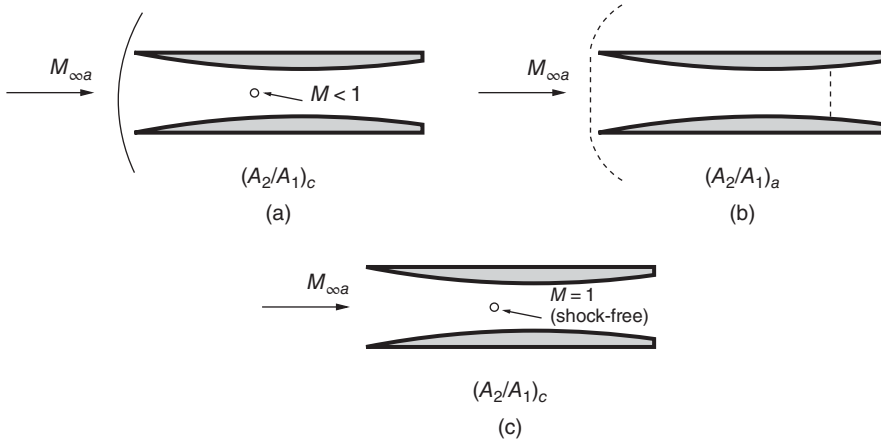 M∞a
M < 1
(A2/A1)c
(a)
M∞a
(A2/A1)a
(b)
M∞a
M = 1
(shock-free)
(A2/A1)c
(c)